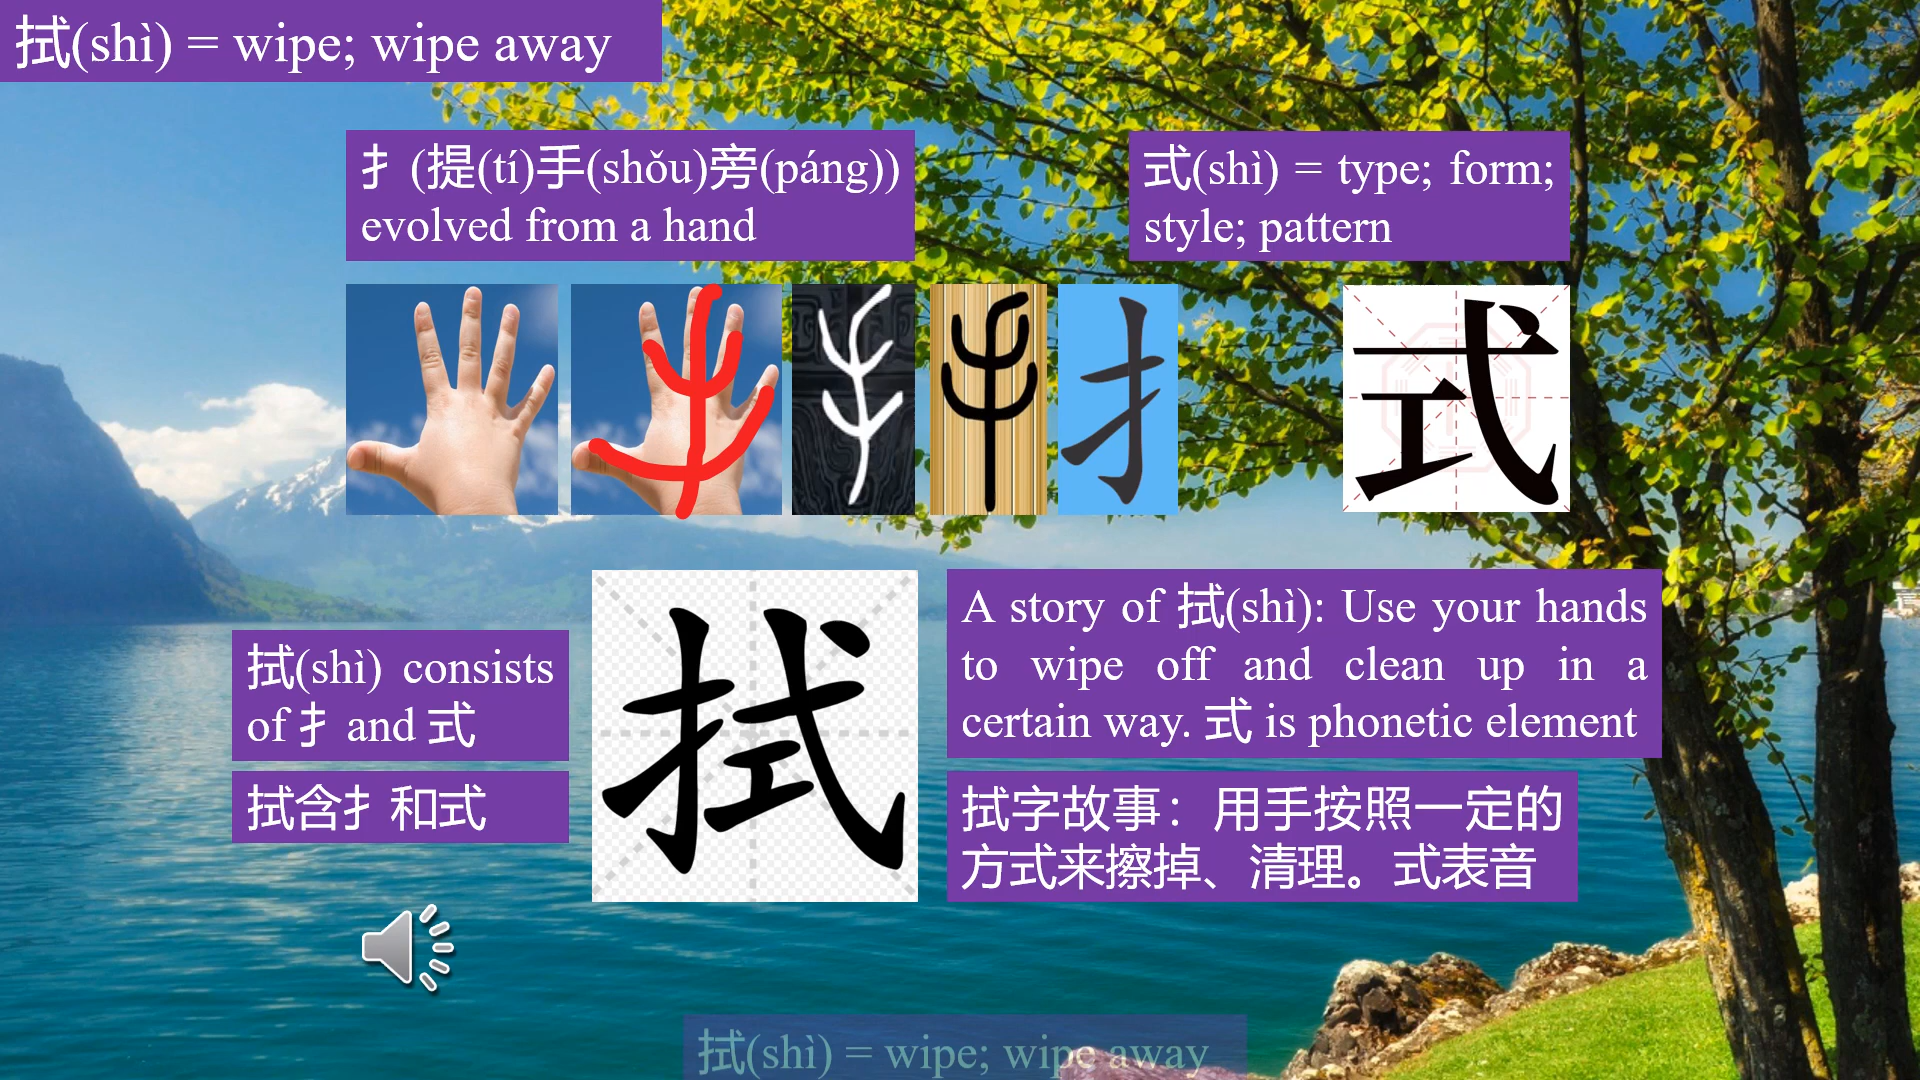 拭(shì) = wipe; wipe away
扌(提(tí)手(shǒu)旁(páng))
evolved from a hand
式(shì) = type; form;
style; pattern
扌
式
拭(shì) consists
of 扌and 式
拭含扌和式
拭
A story of 拭(shì): Use your hands
to wipe off and clean up in a
certain way. 式 is phonetic element
拭字故事：用手按照一定的
方式来擦掉、清理。式表音
拭(shì) = wipe; wipe away